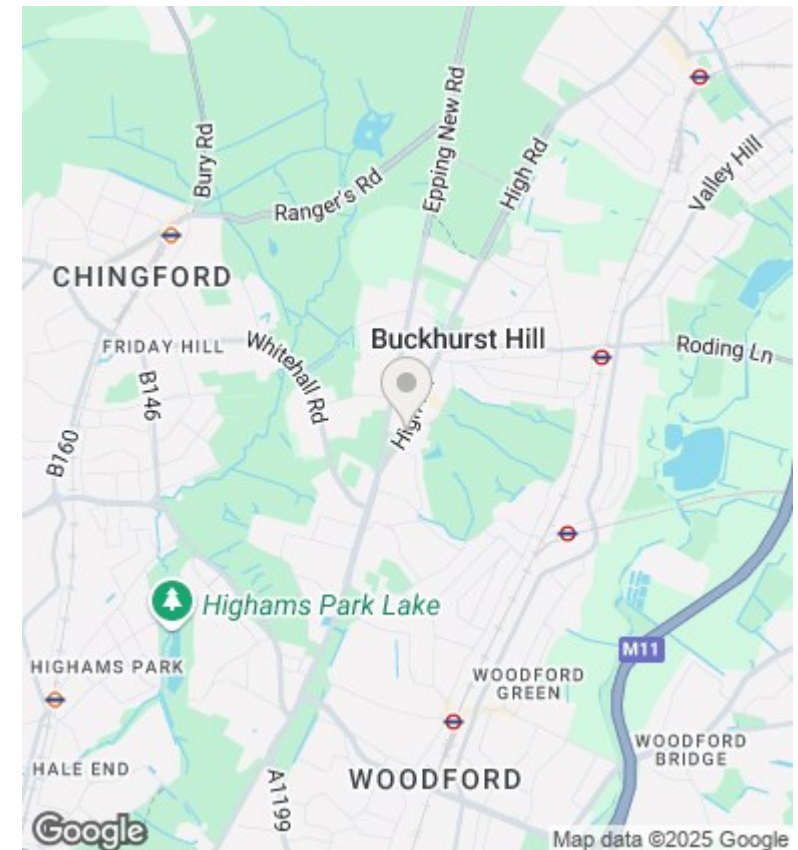 Bury Rd
Epping New Rd
High Rd
Valley Hill
Ranger's Rd
CHINGFORD
FRIDAY HILL
Whitehall Rd
Buckhurst Hill
Roding Ln
B146
B160
Highams Park Lake
M11
HIGHAMS PARK
WOODFORD
GREEN
WOODFORD
BRIDGE
HALE END
A1199
WOODFORD
Google
Map data ©2025 Google